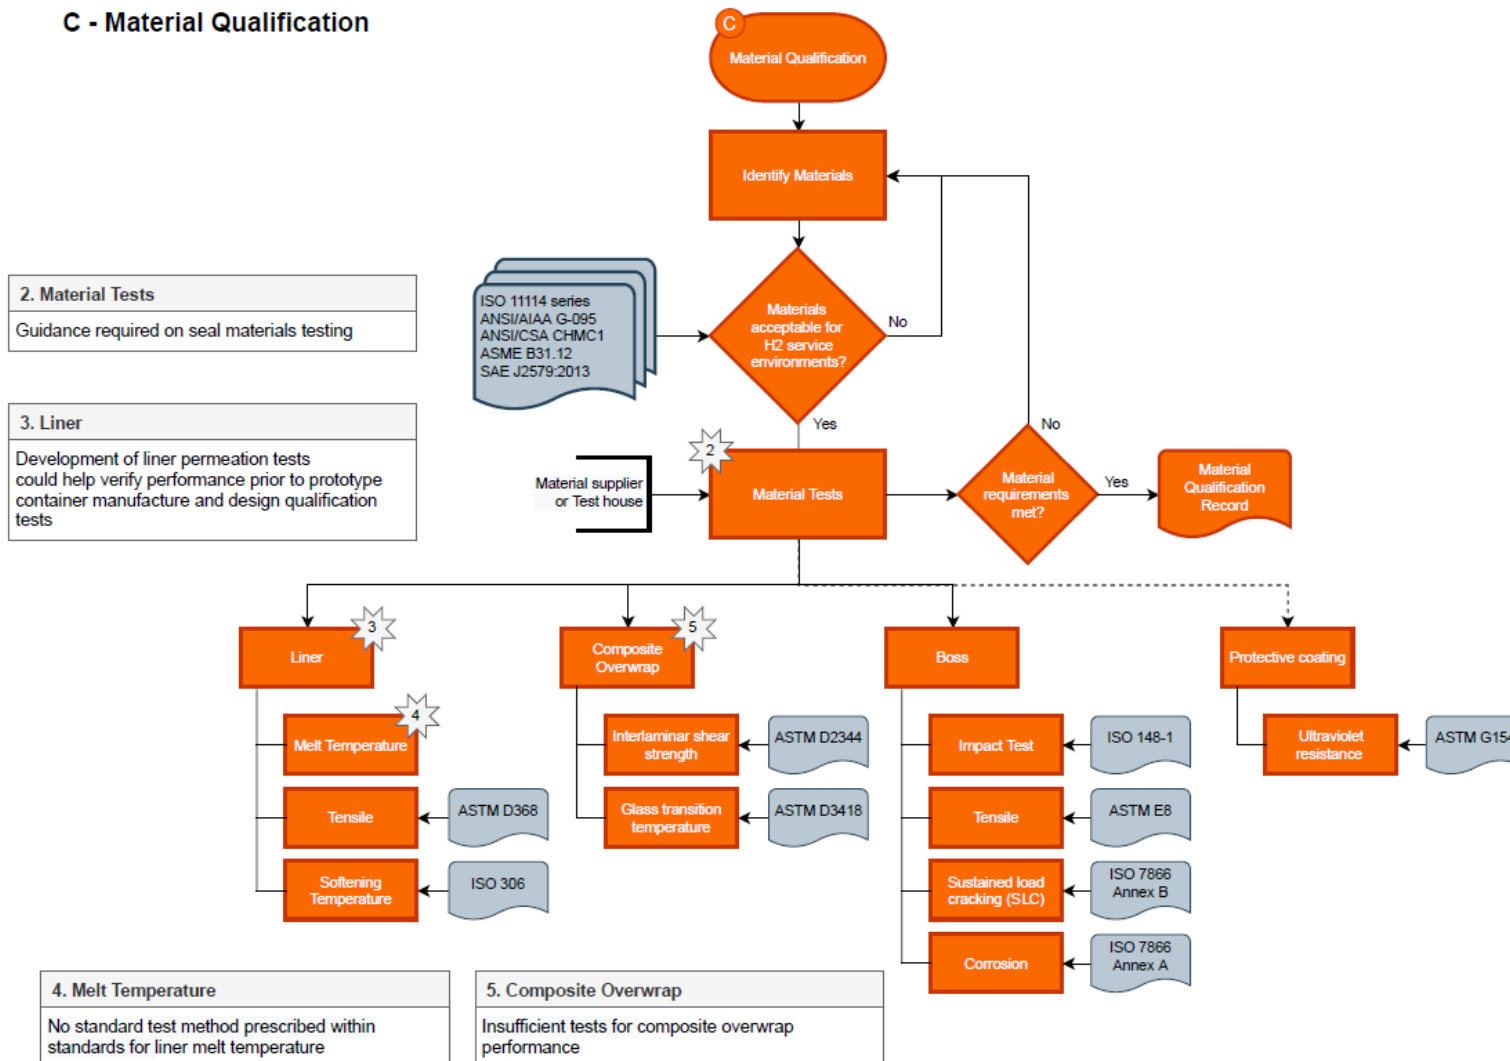 C - Material Qualification
C
Material Qualification
Identify Materials
2. Material Tests
Guidance required on seal materials testing
ISO 11114 series
ANSI/AIAA G-095
ANSI/CSA CHMC1
ASME B31.12
SAE J2579:2013
Materials
acceptable for
H2 service
environments?
No
Yes
3. Liner
Development of liner permeation tests
could help verify performance prior to prototype
container manufacture and design qualification
tests
2
Material supplier
or Test house
Material Tests
No
Material
requirements
met?
Yes
Material
Qualification
Record
3
Liner
5
Composite
Overwrap
Boss
Protective coating
4
Melt Temperature
Interlaminar shear
strength
ASTM D2344
Impact Test
ISO 148-1
Ultraviolet
resistance
ASTM G154
Tensile
ASTM D368
Glass transition
temperature
ASTM D3418
Tensile
ASTM E8
Softening
Temperature
ISO 306
Sustained load
cracking (SLC)
ISO 7866
Annex B
Corrosion
ISO 7866
Annex A
4. Melt Temperature
No standard test method prescribed within
standards for liner melt temperature
5. Composite Overwrap
Insufficient tests for composite overwrap
performance